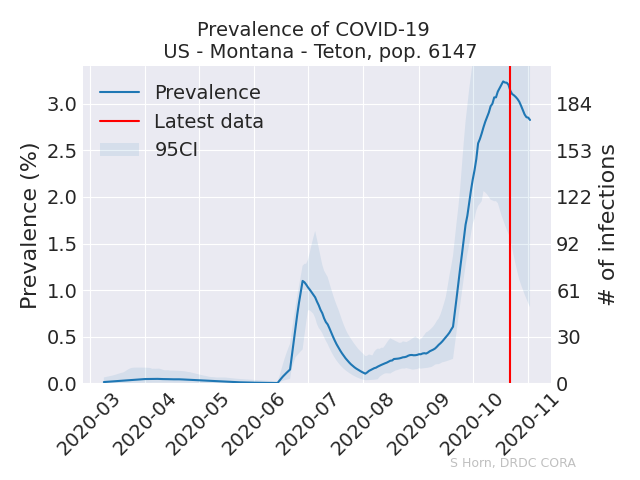 Prevalence of COVID-19
US - Montana - Teton, pop. 6147
Prevalence
Latest data
95CI
Prevalence (%)
3.0
2.5
2.0
1.5
1.0
0.5
0.0
184
153
122
92
61
30
0
# of infections
2020-03
2020-04
2020-05
2020-06
2020-07
2020-08
2020-09
2020-10
2020-11
S Horn, DRDC CORA